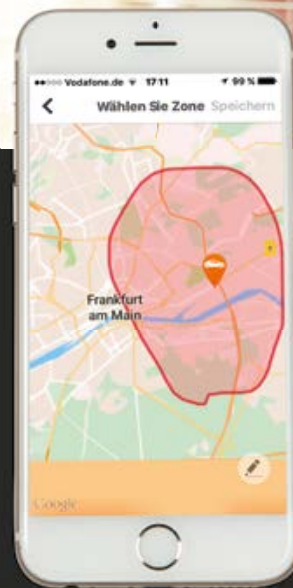 Vodafone.de 17:11 99 %
Wählen Sie Zone Speichern
Frankfurt
am Main
Google